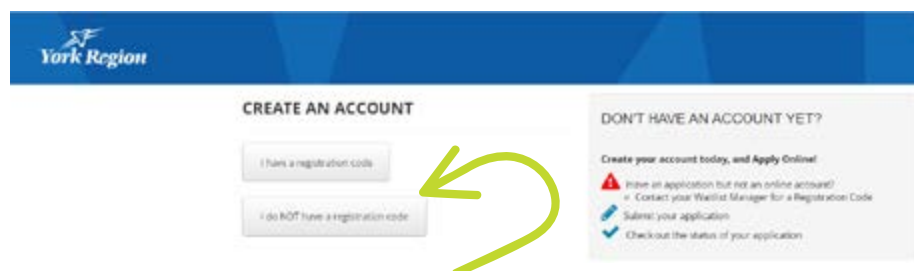 York Region
CREATE AN ACCOUNT
I have a registration code
I do NOT have a registration code
DON'T HAVE AN ACCOUNT YET?
Create your account today, and Apply Online!
Have an application but not an online account?
Contact your Waitlist Manager for a Registration Code
Submit your application
Check out the status of your application